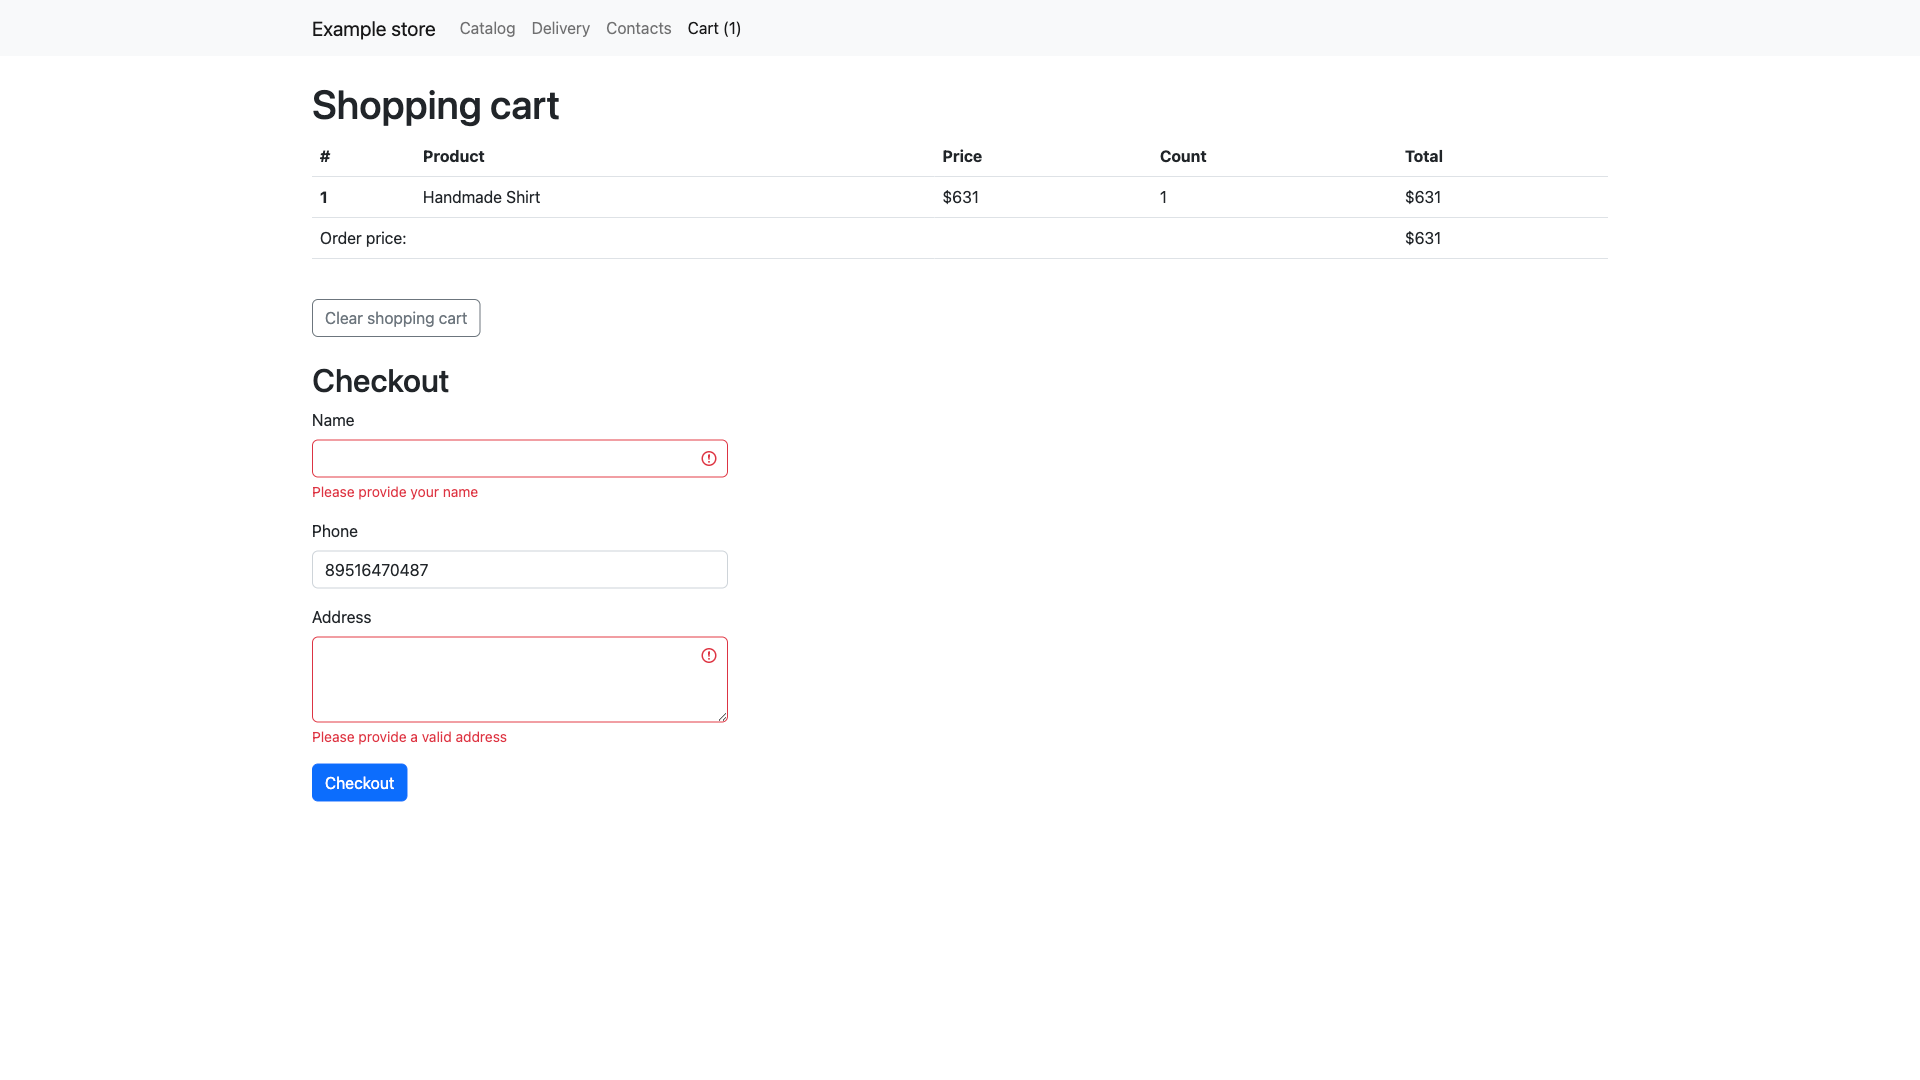 Example store Catalog Delivery Contacts Cart (1)
Shopping cart
# Product Price Count Total
1 Handmade Shirt $631 1 $631
Order price: $631
Clear shopping cart
Checkout
Name
Please provide your name
Phone
89516470487
Address
Please provide a valid address
Checkout